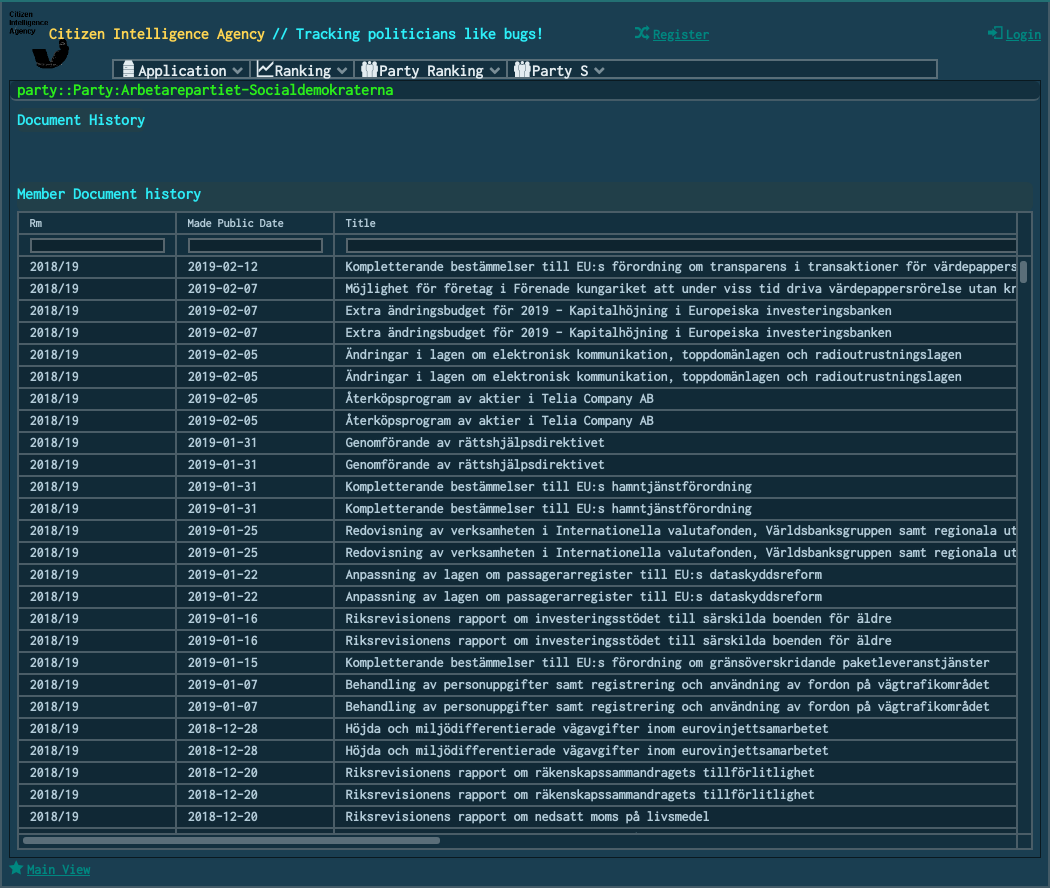 Citizen
Intelligence
Agency
Citizen Intelligence Agency // Tracking politicians like bugs!
Register
Login
Application
Ranking
Party Ranking
Party S
party::Party:Arbetarepartiet-Socialdemokraterna
Document History
Member Document history
Rm Made Public Date Title
2018/19 2019-02-12 Kompletterande bestämmelser till EU:s förordning om transparens i transaktioner för värdepappers
2018/19 2019-02-07 Möjlighet för företag i Förenade kungariket att under viss tid driva värdepappersrörelse utan kr
2018/19 2019-02-07 Extra ändringsbudget för 2019 – Kapitalhöjning i Europeiska investeringsbanken
2018/19 2019-02-07 Extra ändringsbudget för 2019 – Kapitalhöjning i Europeiska investeringsbanken
2018/19 2019-02-05 Ändringar i lagen om elektronisk kommunikation, toppdomänlagen och radioutrustningslagen
2018/19 2019-02-05 Ändringar i lagen om elektronisk kommunikation, toppdomänlagen och radioutrustningslagen
2018/19 2019-02-05 Återköpsprogram av aktier i Telia Company AB
2018/19 2019-02-05 Återköpsprogram av aktier i Telia Company AB
2018/19 2019-01-31 Genomförande av rättshjälpsdirektivet
2018/19 2019-01-31 Genomförande av rättshjälpsdirektivet
2018/19 2019-01-31 Kompletterande bestämmelser till EU:s hamntjänstförordning
2018/19 2019-01-31 Kompletterande bestämmelser till EU:s hamntjänstförordning
2018/19 2019-01-25 Redovisning av verksamheten i Internationella valutafonden, Världsbanksgruppen samt regionala ut
2018/19 2019-01-25 Redovisning av verksamheten i Internationella valutafonden, Världsbanksgruppen samt regionala ut
2018/19 2019-01-22 Anpassning av lagen om passagerarregister till EU:s dataskyddsreform
2018/19 2019-01-22 Anpassning av lagen om passagerarregister till EU:s dataskyddsreform
2018/19 2019-01-16 Riksrevisionens rapport om investeringsstödet till särskilda boenden för äldre
2018/19 2019-01-16 Riksrevisionens rapport om investeringsstödet till särskilda boenden för äldre
2018/19 2019-01-15 Kompletterande bestämmelser till EU:s förordning om gränsöverskridande paketleveranstjänster
2018/19 2019-01-07 Behandling av personuppgifter samt registrering och användning av fordon på vägtrafikområdet
2018/19 2019-01-07 Behandling av personuppgifter samt registrering och användning av fordon på vägtrafikområdet
2018/19 2018-12-28 Höjda och miljödifferentierade vägavgifter inom eurovinjettsamarbetet
2018/19 2018-12-28 Höjda och miljödifferentierade vägavgifter inom eurovinjettsamarbetet
2018/19 2018-12-20 Riksrevisionens rapport om räkenskapssammandragets tillförlitlighet
2018/19 2018-12-20 Riksrevisionens rapport om räkenskapssammandragets tillförlitlighet
2018/19 2018-12-20 Riksrevisionens rapport om nedsatt moms på livsmedel
Main View